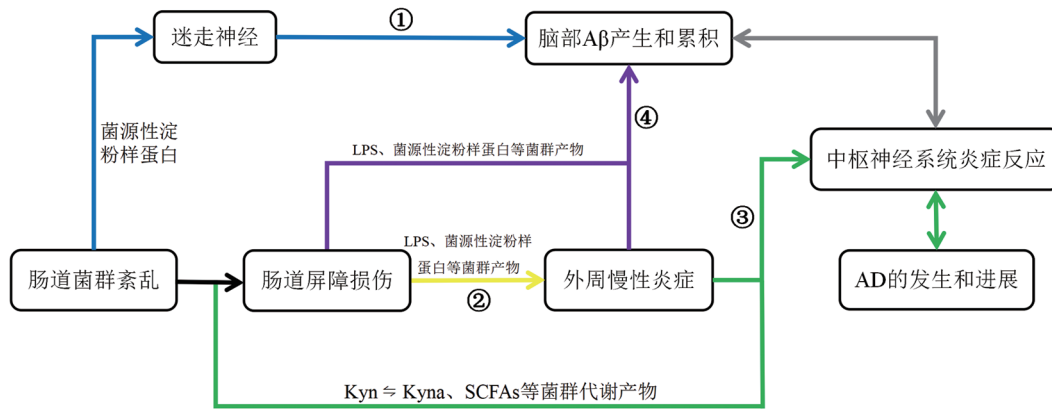 ①
迷走神经
脑部Aβ产生和累积
菌源性淀
粉样蛋白
④
LPS、菌源性淀粉样蛋白等菌群产物
中枢神经系统炎症反应
③
LPS、菌源性淀粉样
蛋白等菌群产物
肠道菌群紊乱
肠道屏障损伤
②
外周慢性炎症
AD的发生和进展
Kyn ⇋ Kyna、SCFAs等菌群代谢产物